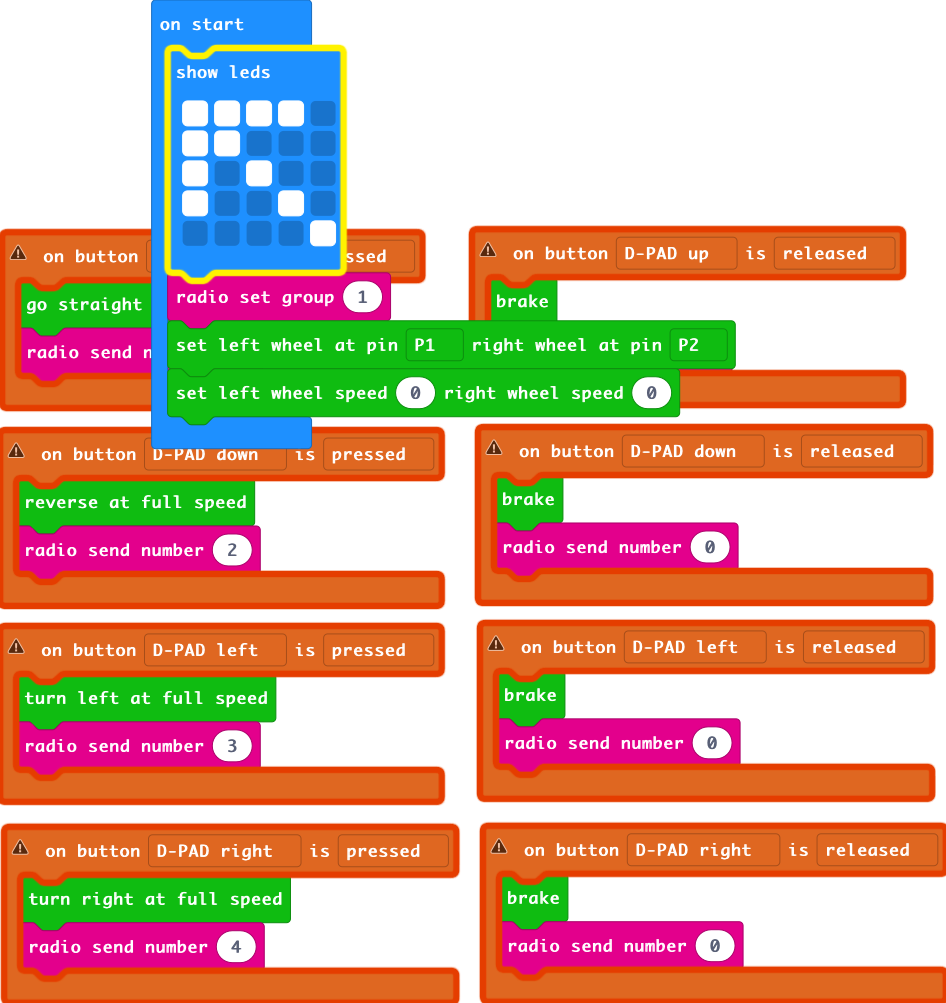 on start
show leds
on button ssed
on button D-PAD up is released
go straight
brake
radio set group 1
radio send n
set left wheel at pin P1 right wheel at pin P2
set left wheel speed 0 right wheel speed 0
on button D-PAD down is pressed
on button D-PAD down is released
reverse at full speed
brake
radio send number 2
radio send number 0
on button D-PAD left is pressed
on button D-PAD left is released
turn left at full speed
brake
radio send number 3
radio send number 0
on button D-PAD right is pressed
on button D-PAD right is released
turn right at full speed
brake
radio send number 4
radio send number 0